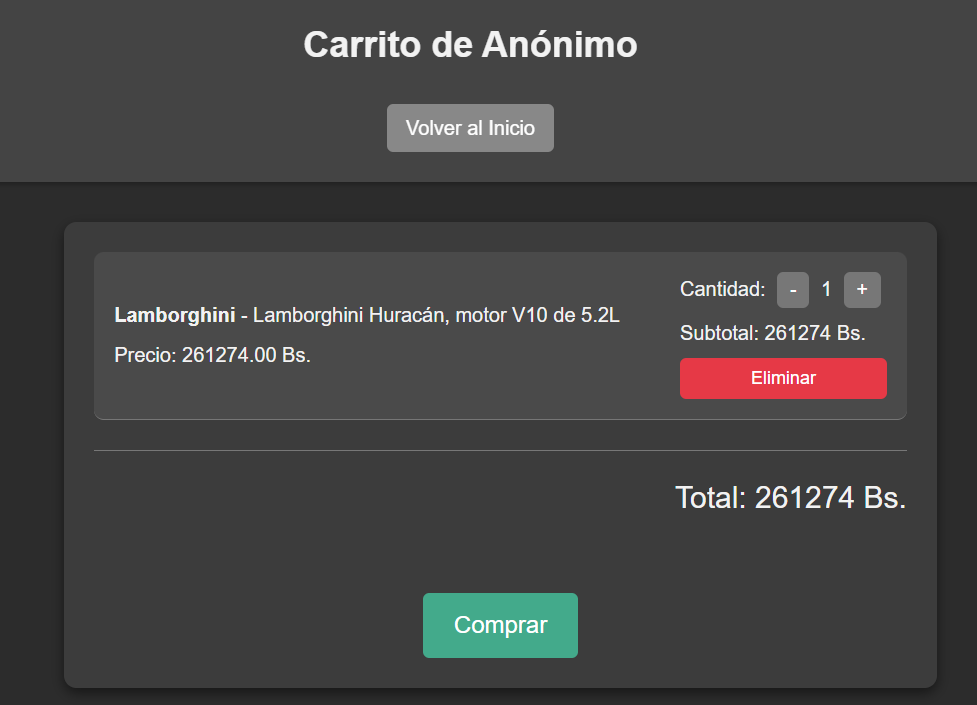 Carrito de Anónimo
Volver al Inicio
Lamborghini - Lamborghini Huracán, motor V10 de 5.2L
Precio: 261274.00 Bs.
Cantidad: - 1 +
Subtotal: 261274 Bs.
Eliminar
Total: 261274 Bs.
Comprar